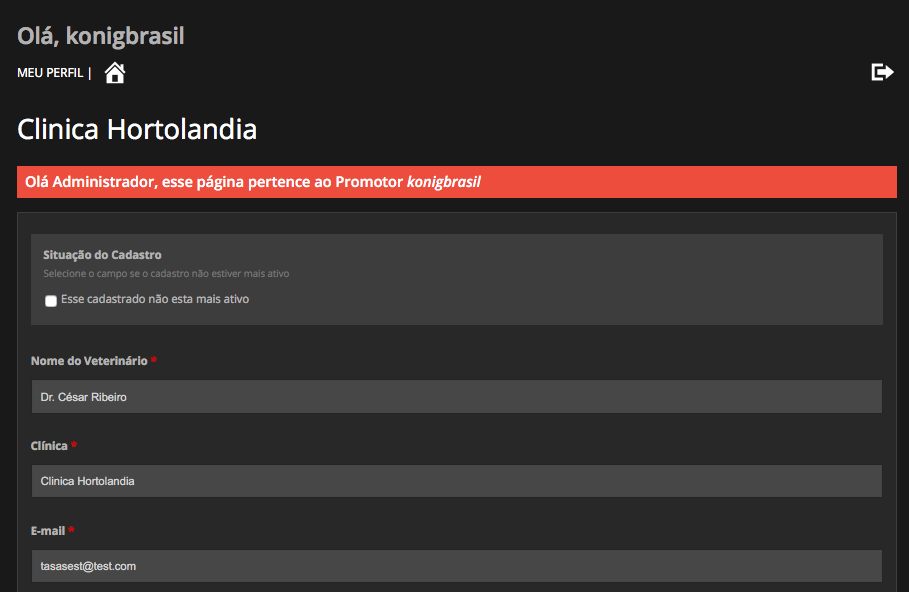 Olá, konigbrasil
MEU PERFIL |
Clinica Hortolandia
Olá Administrador, esse página pertence ao Promotor konigbrasil
Situação do Cadastro
Selecione o campo se o cadastro não estiver mais ativo
Esse cadastrado não esta mais ativo
Nome do Veterinário *
Dr. César Ribeiro
Clínica *
Clinica Hortolandia
E-mail *
tasasest@test.com